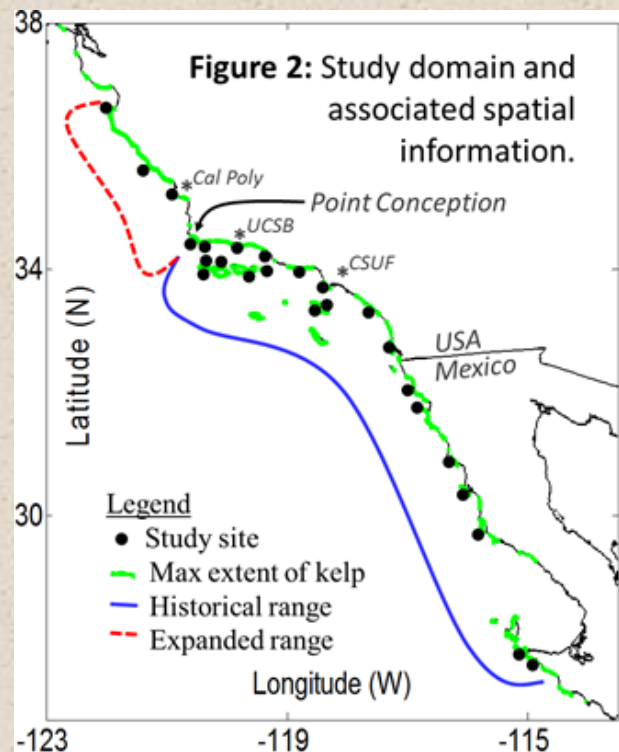 38
Figure 2: Study domain and
associated spatial
information.
*Cal Poly
Point Conception
*UCSB
*CSUF
34
Latitude (N)
USA
Mexico
30
Legend
Study site
Max extent of kelp
Historical range
Expanded range
Longitude (W)
-123
-119
-115